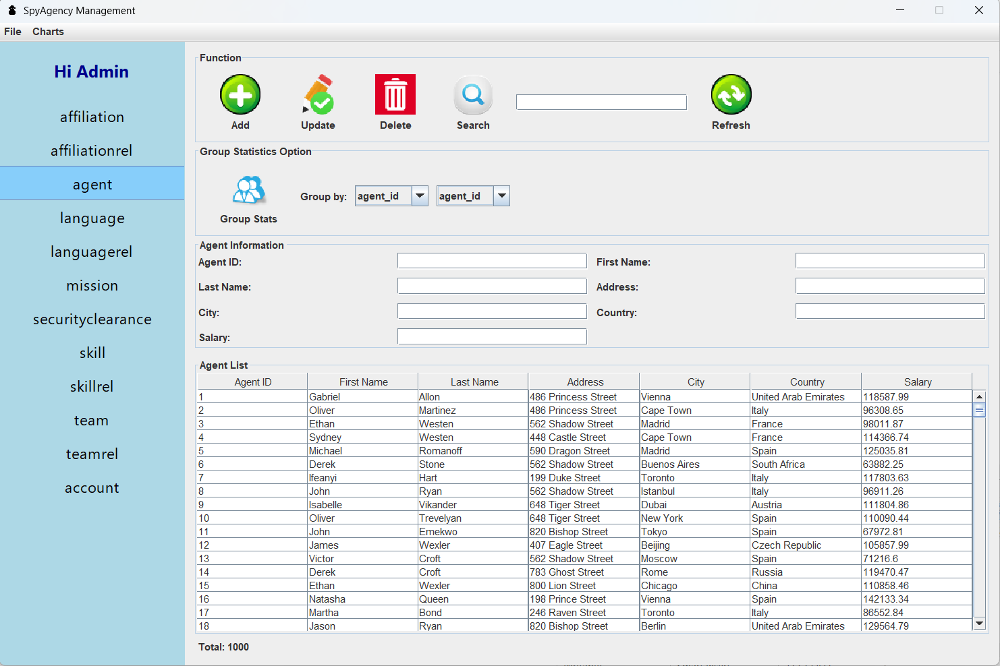 SpyAgency Management
File Charts
Hi Admin
affiliation
affiliationrel
agent
language
languagerel
mission
securityclearance
skill
skillrel
team
teamrel
account
Function
Add Update Delete Search Refresh
Group Statistics Option
Group by: agent_id agent_id
Group Stats
Agent Information
Agent ID: First Name:
Last Name: Address:
City: Country:
Salary:
Agent List
Agent ID First Name Last Name Address City Country Salary
1 Gabriel Allon 486 Princess Street Vienna United Arab Emirates 118587.99
2 Oliver Martinez 486 Princess Street Cape Town Italy 96308.65
3 Ethan Westen 562 Shadow Street Madrid France 98011.87
4 Sydney Westen 448 Castle Street Cape Town France 114366.74
5 Michael Romanoff 590 Dragon Street Madrid Spain 125035.81
6 Derek Stone 562 Shadow Street Buenos Aires South Africa 63882.25
7 Ifeanyi Hart 199 Duke Street Toronto Italy 117803.63
8 John Ryan 562 Shadow Street Istanbul Italy 96911.26
9 Isabelle Vikander 648 Tiger Street Dubai Austria 111804.86
10 Oliver Trevelyan 648 Tiger Street New York Spain 110090.44
11 John Emekwo 820 Bishop Street Tokyo Spain 67972.81
12 James Wexler 407 Eagle Street Beijing Czech Republic 105857.99
13 Victor Croft 562 Shadow Street Moscow Spain 71216.6
14 Derek Croft 783 Ghost Street Rome Russia 119470.47
15 Ethan Wexler 800 Lion Street Chicago China 110858.46
16 Natasha Queen 198 Prince Street Vienna Spain 142133.34
17 Martha Bond 246 Raven Street Toronto Italy 86552.84
18 Jason Ryan 820 Bishop Street Berlin United Arab Emirates 129564.79
Total: 1000